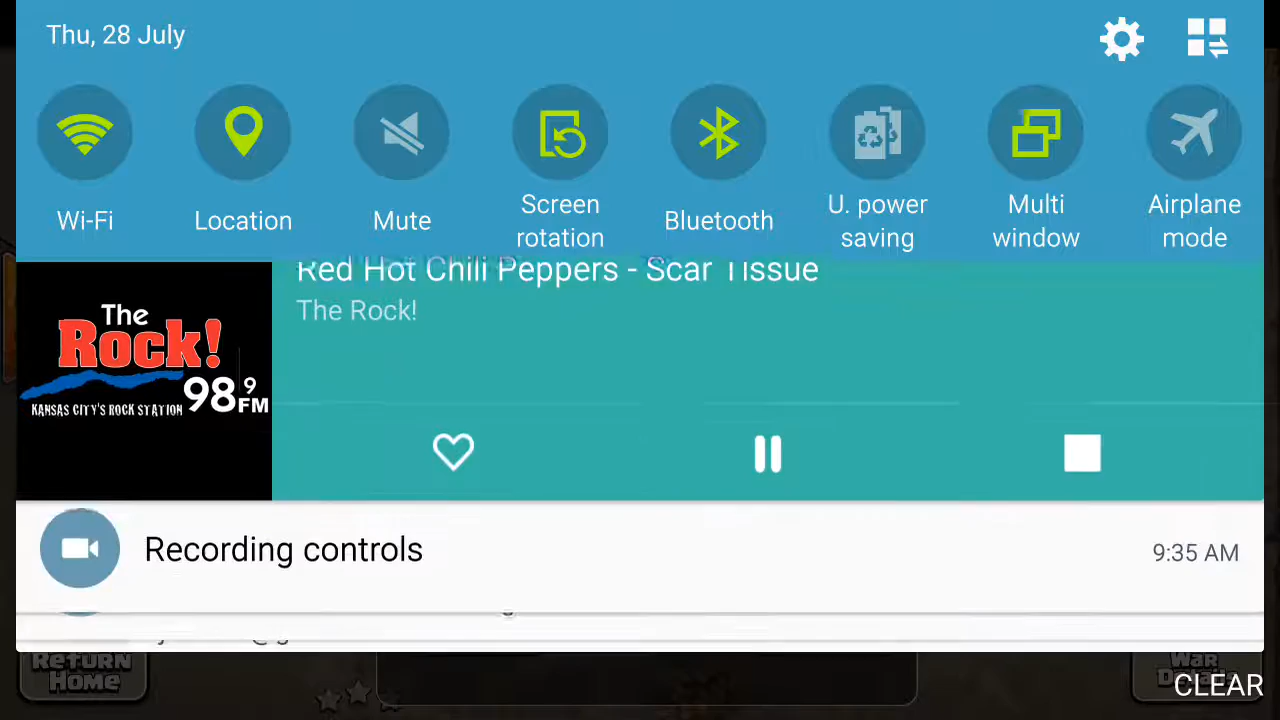 Thu, 28 July
Wi-Fi
Location
Mute
Screen
rotation
Bluetooth
U. power
saving
Multi
window
Airplane
mode
Red Hot Chili Peppers - Scar Tissue
The Rock!
The
Rock!
98.9
FM
KANSAS CITY'S ROCK STATION
Recording controls
9:35 AM
Return
Home
War
Details
CLEAR